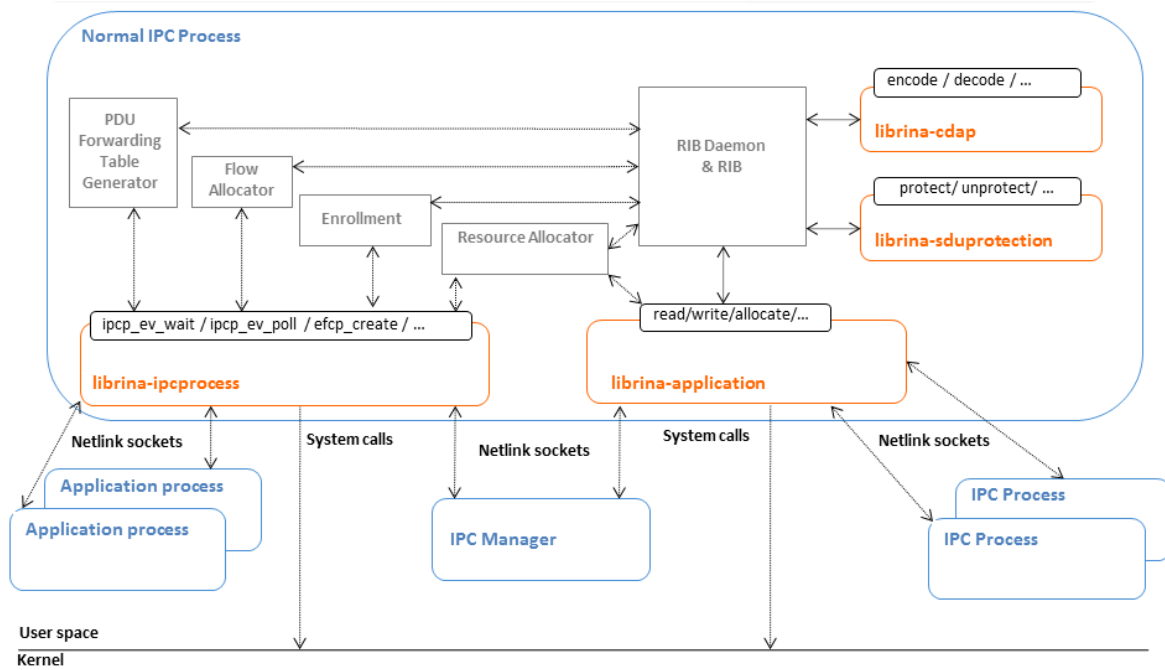 Normal IPC Process
encode / decode / ...
librina-cdap
PDU
Forwarding
Table
Generator
RIB Daemon
& RIB
Flow
Allocator
protect/ unprotect/ ...
librina-sduprotection
Enrollment
Resource Allocator
ipcp_ev_wait / ipcp_ev_poll / efcp_create / ...
librina-ipcprocess
read/write/allocate/...
librina-application
Netlink sockets
System calls
Netlink sockets
System calls
Netlink sockets
Application process
Application process
IPC Manager
IPC Process
IPC Process
User space
Kernel